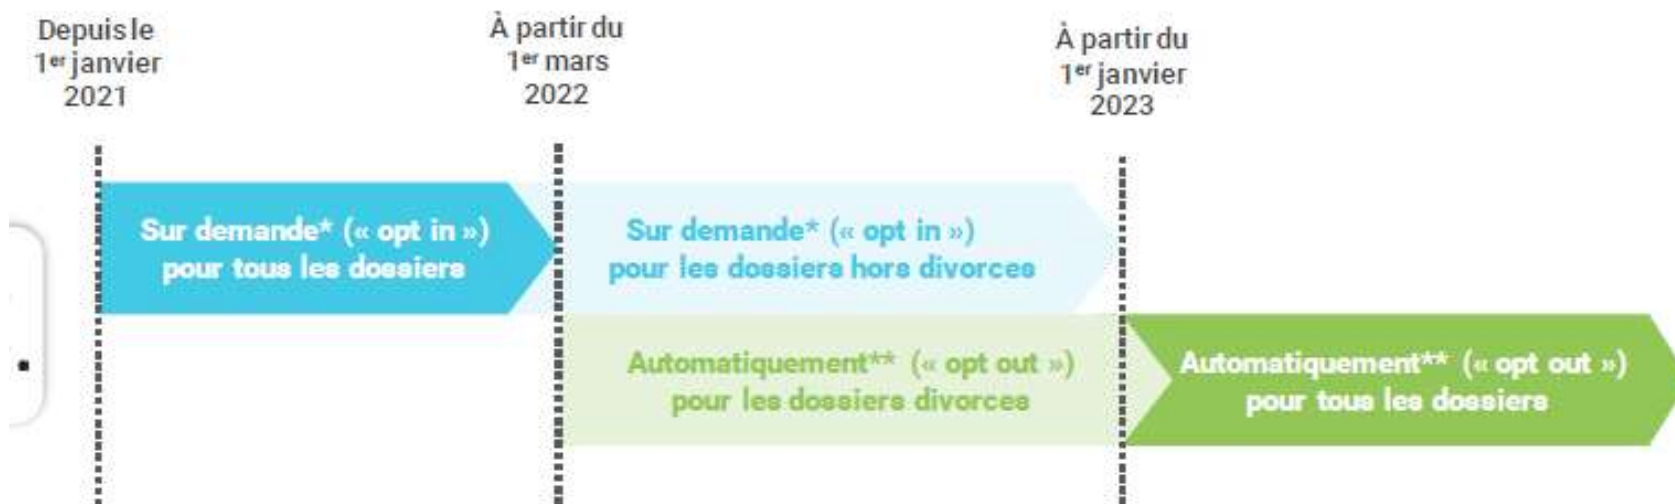 Depuis le
1er janvier
2021
À partir du
1er mars
2022
À partir du
1er janvier
2023
Sur demande* (« opt in »)
pour tous les dossiers
Sur demande* (« opt in »)
pour les dossiers hors divorces
Automatiquement** (« opt out »)
pour les dossiers divorces
Automatiquement** (« opt out »)
pour tous les dossiers